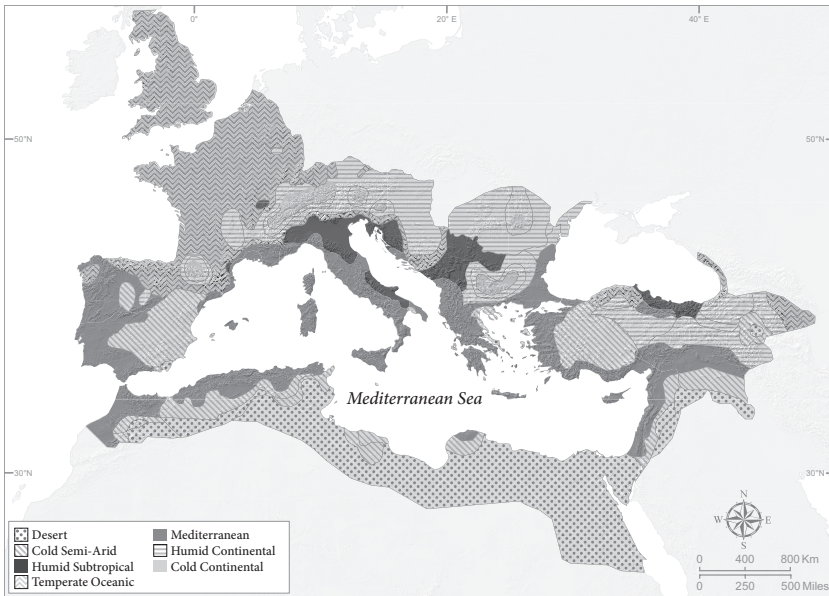 0°
20° E
40° E
50°N
50°N
Mediterranean Sea
30°N
30°N
Desert
Cold Semi-Arid
Humid Subtropical
Temperate Oceanic
Mediterranean
Humid Continental
Cold Continental
N
W
E
S
0 400 800 Km
0 250 500 Miles